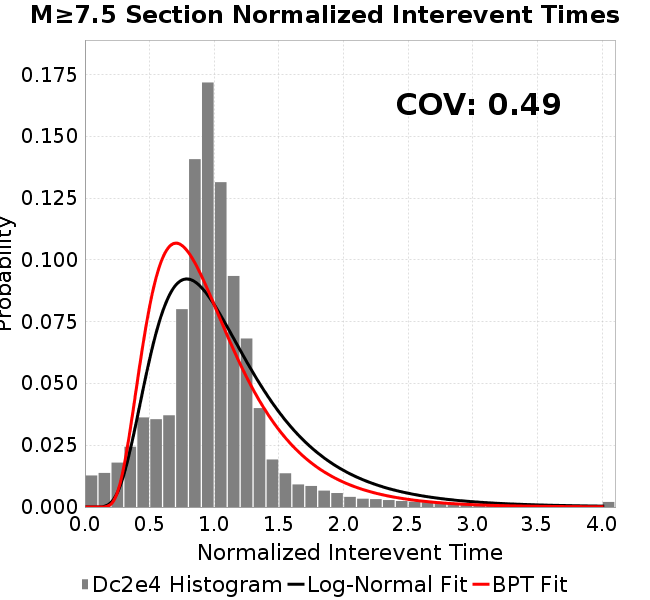 M≥7.5 Section Normalized Interevent Times
COV: 0.49
Probability
0.175
0.150
0.125
0.100
0.075
0.050
0.025
0.000
0.0 0.5 1.0 1.5 2.0 2.5 3.0 3.5 4.0
Normalized Interevent Time
Dc2e4 Histogram Log-Normal Fit BPT Fit